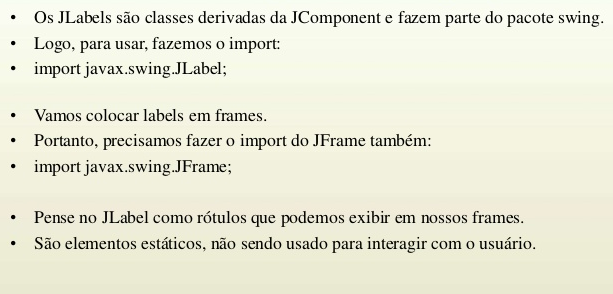 • Os JLabels são classes derivadas da JComponent e fazem parte do pacote swing.
• Logo, para usar, fazemos o import:
• import javax.swing.JLabel;
• Vamos colocar labels em frames.
• Portanto, precisamos fazer o import do JFrame também:
• import javax.swing.JFrame;
• Pense no JLabel como rótulos que podemos exibir em nossos frames.
• São elementos estáticos, não sendo usado para interagir com o usuário.